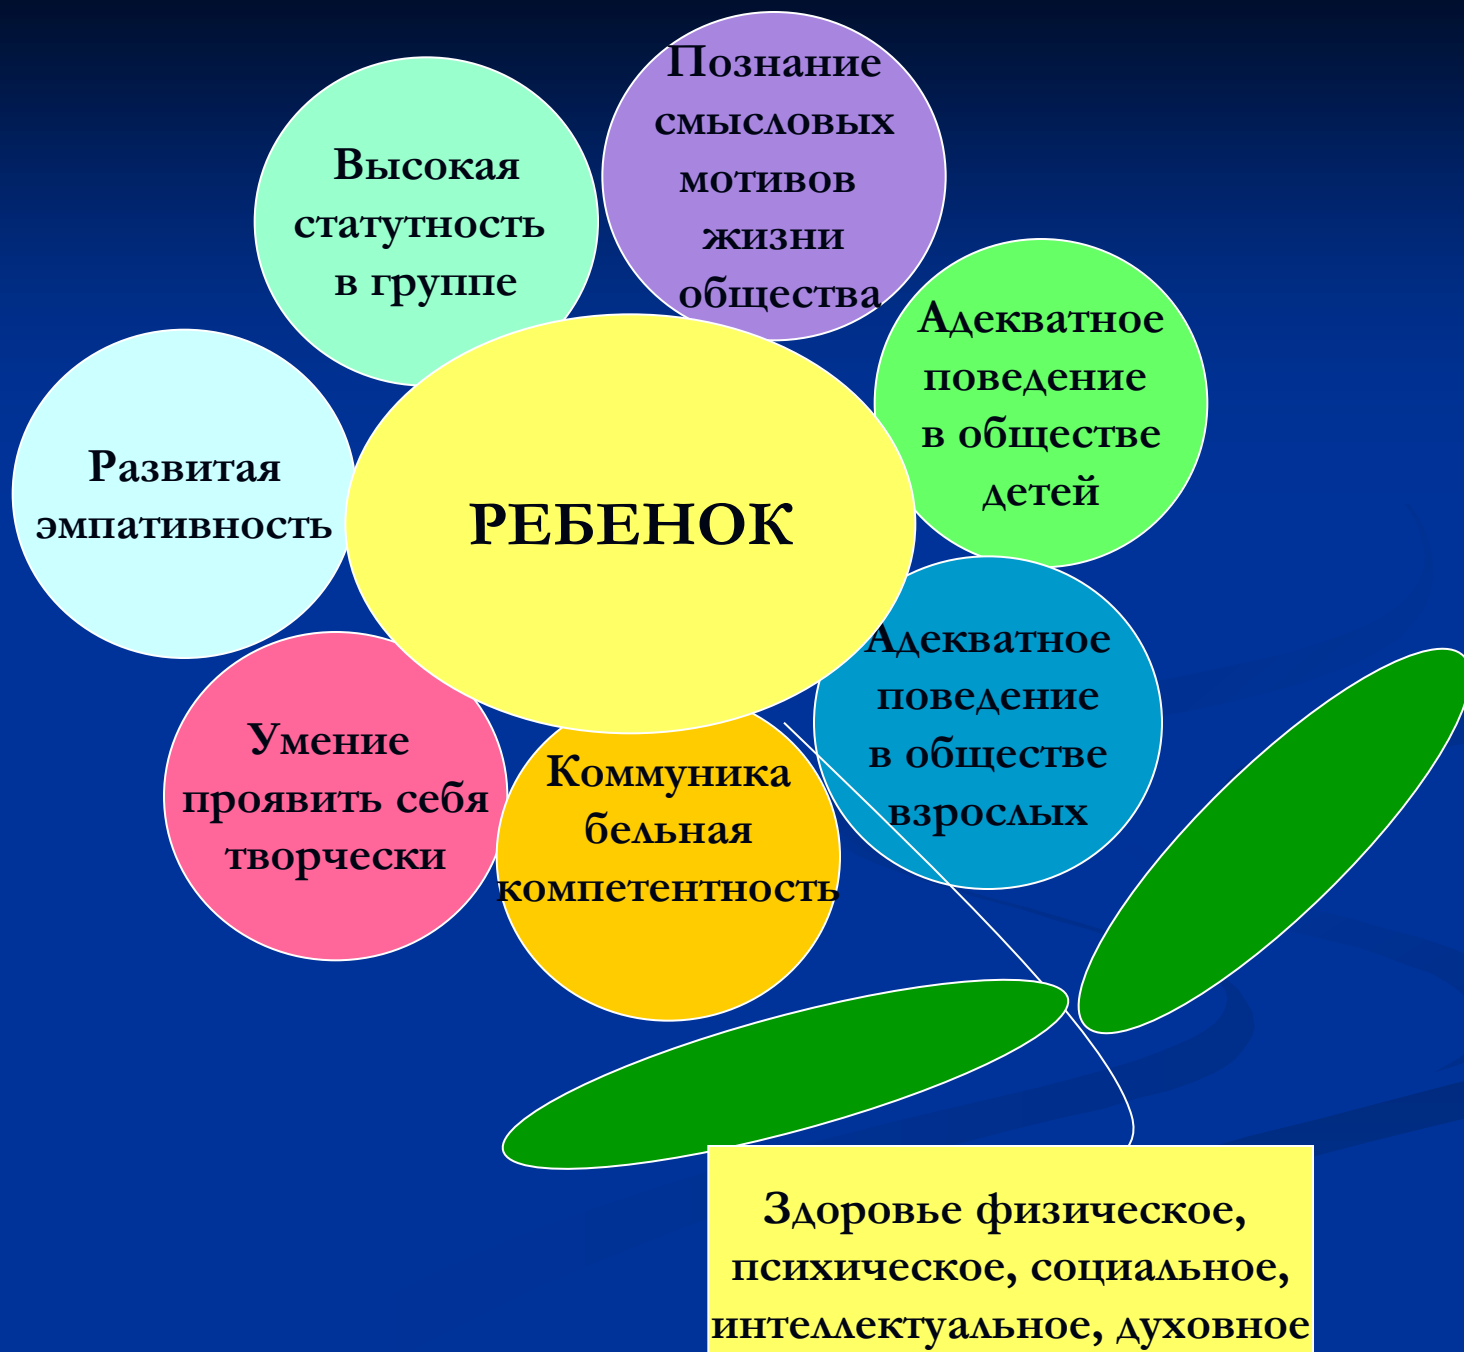 Познание
смысловых
мотивов
жизни
общества
Высокая
статутность
в группе
Адекватное
поведение
в обществе
детей
Развитая
эмпативность
РЕБЕНОК
Адекватное
поведение
в обществе
взрослых
Умение
проявить себя
творчески
Коммуника
бельная
компетентность
Здоровье физическое,
психическое, социальное,
интеллектуальное, духовное